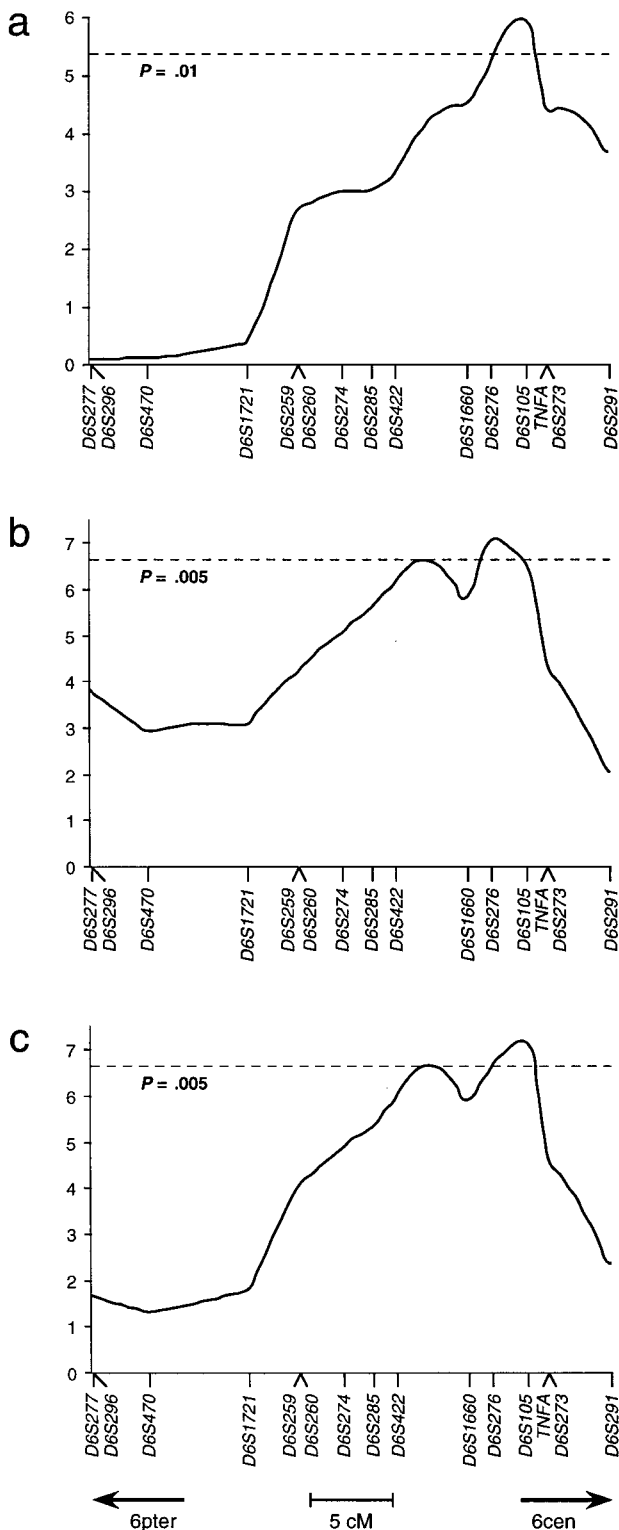 a
6
5
4
3
2
1
0
P = .01
D6S277
D6S296
D6S470
D6S1721
D6S259
D6S260
D6S274
D6S285
D6S422
D6S1660
D6S276
D6S105
TNFA
D6S273
D6S291
b
7
6
5
4
3
2
1
0
P = .005
D6S277
D6S296
D6S470
D6S1721
D6S259
D6S260
D6S274
D6S285
D6S422
D6S1660
D6S276
D6S105
TNFA
D6S273
D6S291
c
7
6
5
4
3
2
1
0
P = .005
D6S277
D6S296
D6S470
D6S1721
D6S259
D6S260
D6S274
D6S285
D6S422
D6S1660
D6S276
D6S105
TNFA
D6S273
D6S291
6pter
5 cM
6cen